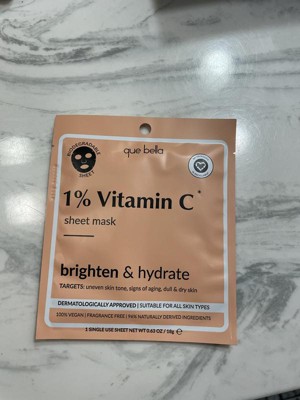 BIODEGRADABLE
SHEET
que bella
1% Vitamin C*
sheet mask
brighten & hydrate
TARGETS: uneven skin tone, signs of aging, dull & dry skin
DERMATOLOGICALLY APPROVED | SUITABLE FOR ALL SKIN TYPES
100% VEGAN | FRAGRANCE FREE | 94% NATURALLY DERIVED INGREDIENTS
1 SINGLE USE SHEET NET WT 0.63 OZ / 18g e